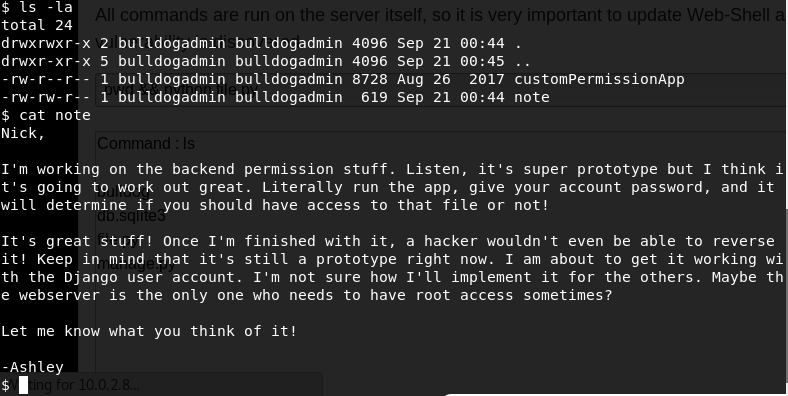 $ ls -la
total 24
drwxrwxr-x 2 bulldogadmin bulldogadmin 4096 Sep 21 00:44 .
drwxr-xr-x 5 bulldogadmin bulldogadmin 4096 Sep 21 00:45 ..
-rw-r--r-- 1 bulldogadmin bulldogadmin 8728 Aug 26  2017 customPermissionApp
-rw-rw-r-- 1 bulldogadmin bulldogadmin  619 Sep 21 00:44 note
$ cat note
Nick,
I'm working on the backend permission stuff. Listen, it's super prototype but I think i
t's going to work out great. Literally run the app, give your account password, and it
will determine if you should have access to that file or not!
It's great stuff! Once I'm finished with it, a hacker wouldn't even be able to reverse
it! Keep in mind that it's still a prototype right now. I am about to get it working wi
th the Django user account. I'm not sure how I'll implement it for the others. Maybe th
e webserver is the only one who needs to have root access sometimes?
Let me know what you think of it!
-Ashley
$
All commands are run on the server itself, so it is very important to update Web-Shell a
Command : ls
bulldog
db.sqlite3
manage.py
Waiting for 10.0.2.8...